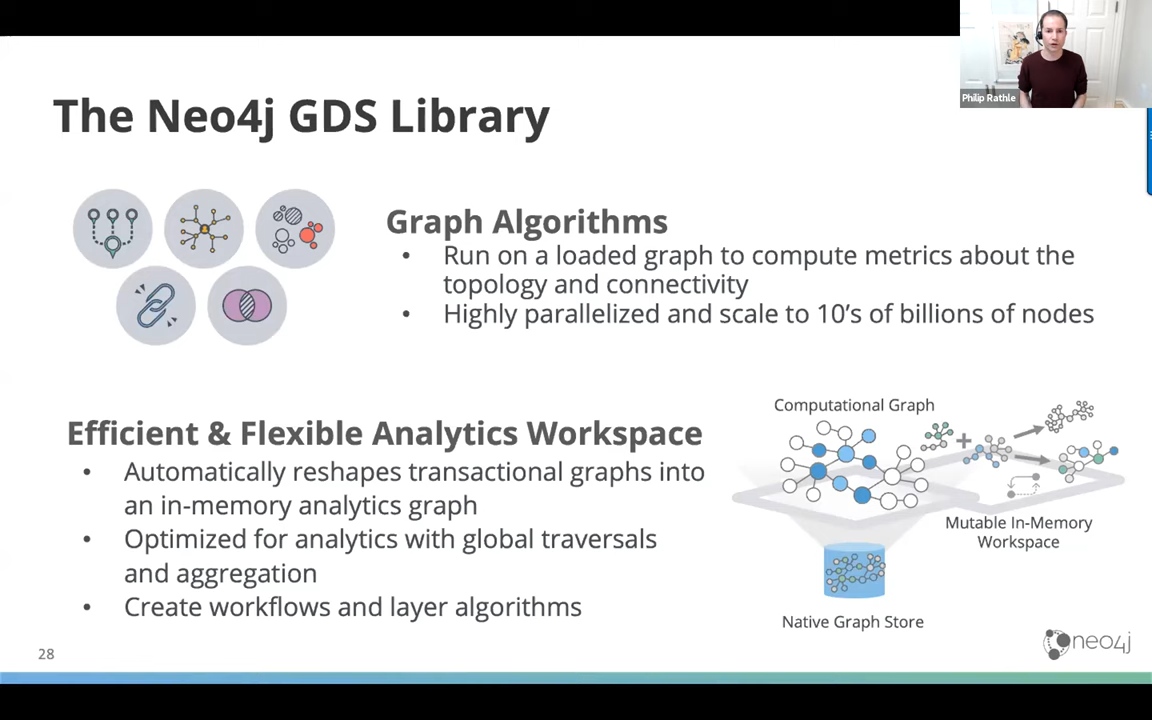 Philip Rathle
The Neo4j GDS Library
Graph Algorithms
• Run on a loaded graph to compute metrics about the
topology and connectivity
• Highly parallelized and scale to 10’s of billions of nodes
Efficient & Flexible Analytics Workspace
• Automatically reshapes transactional graphs into
an in-memory analytics graph
• Optimized for analytics with global traversals
and aggregation
• Create workflows and layer algorithms
Computational Graph
Mutable In-Memory
Workspace
Native Graph Store
28
neo4j